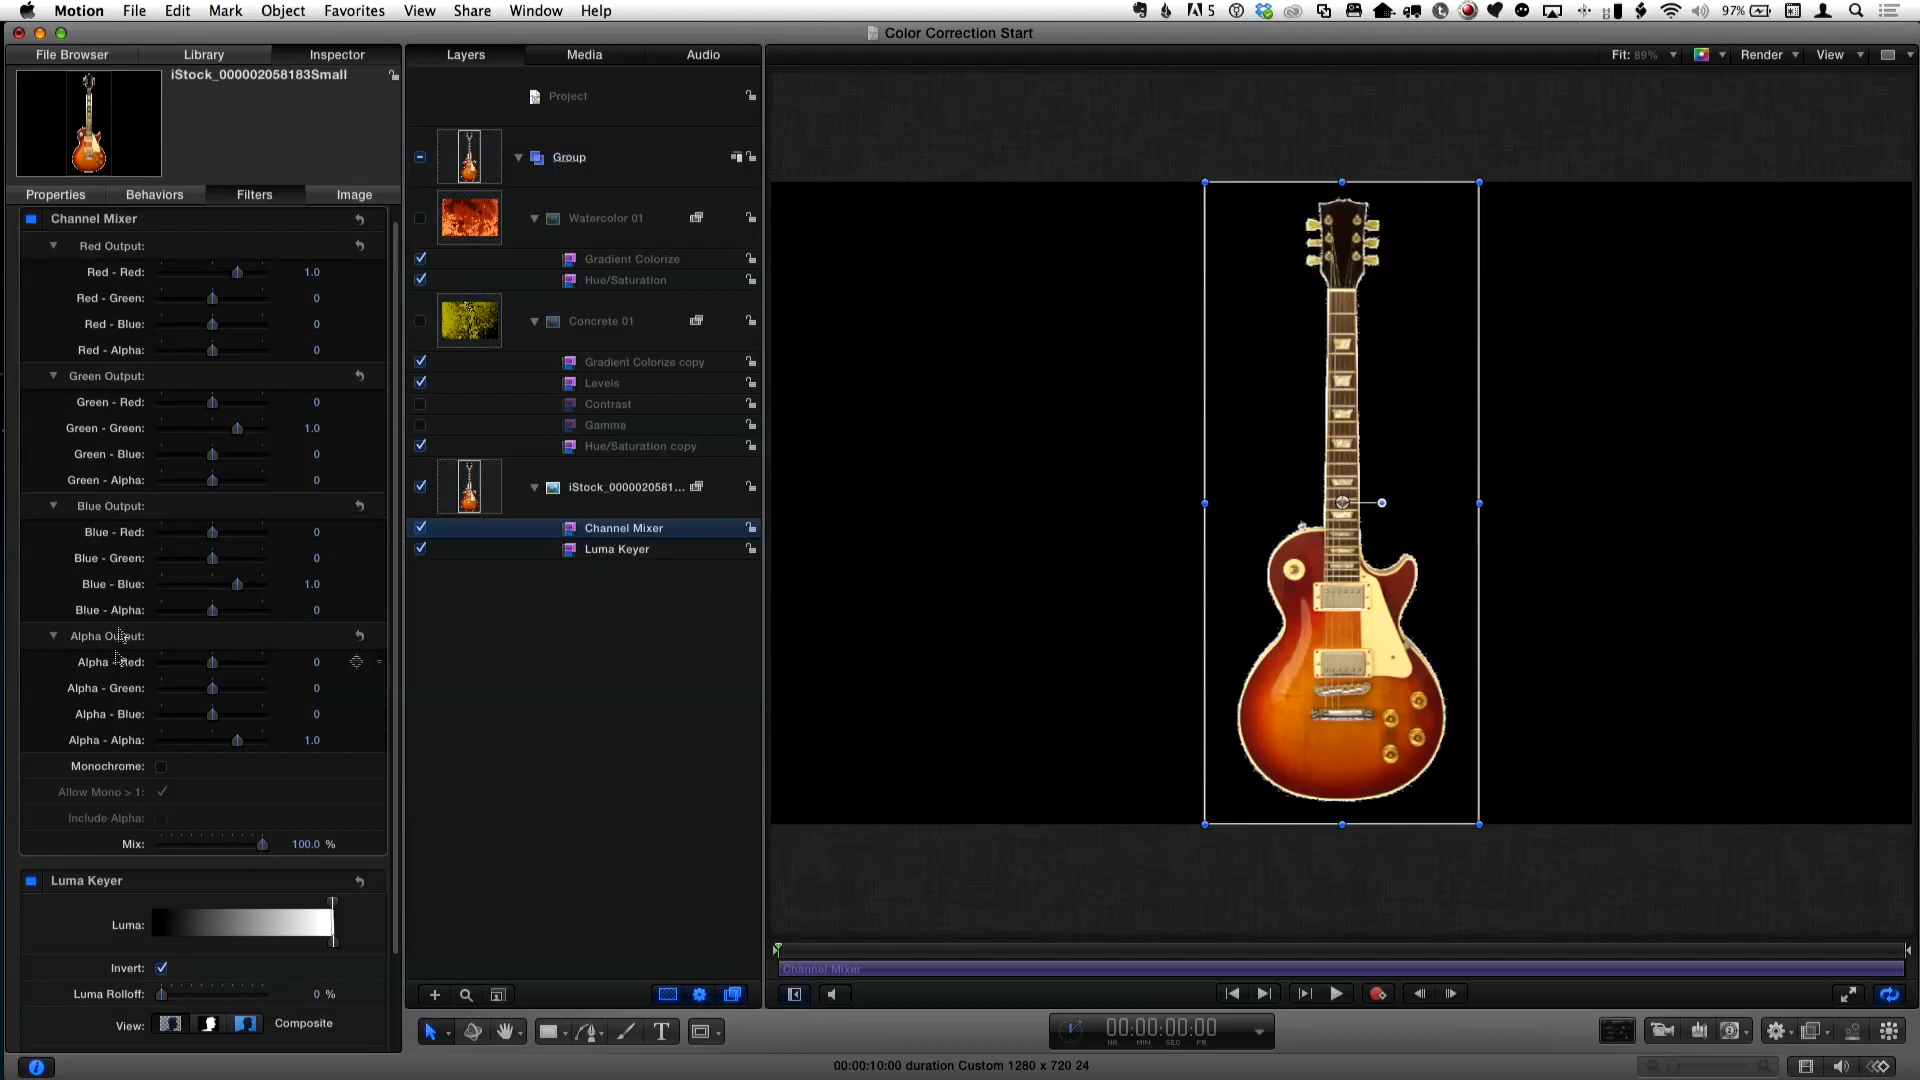 Motion File Edit Mark Object Favorites View Share Window Help
5 97%
Color Correction Start
File Browser Library Inspector
Layers Media Audio
Fit: 89% Render View
iStock_000002058183Small
Project
Group
Properties Behaviors Filters Image
Channel Mixer
Red Output:
Red - Red: 1.0
Red - Green: 0
Red - Blue: 0
Red - Alpha: 0
Green Output:
Green - Red: 0
Green - Green: 1.0
Green - Blue: 0
Green - Alpha: 0
Blue Output:
Blue - Red: 0
Blue - Green: 0
Blue - Blue: 1.0
Blue - Alpha: 0
Alpha Output:
Alpha - Red: 0
Alpha - Green: 0
Alpha - Blue: 0
Alpha - Alpha: 1.0
Monochrome:
Allow Mono > 1:
Include Alpha:
Mix: 100.0 %
Luma Keyer
Luma:
Invert:
Luma Rolloff: 0 %
View: Composite
Watercolor 01
Gradient Colorize
Hue/Saturation
Concrete 01
Gradient Colorize copy
Levels
Contrast
Gamma
Hue/Saturation copy
iStock_0000020581...
Channel Mixer
Luma Keyer
Channel Mixer
T
00:00:00:00
HR MIN SEC FR
00:00:10:00 duration Custom 1280 x 720 24